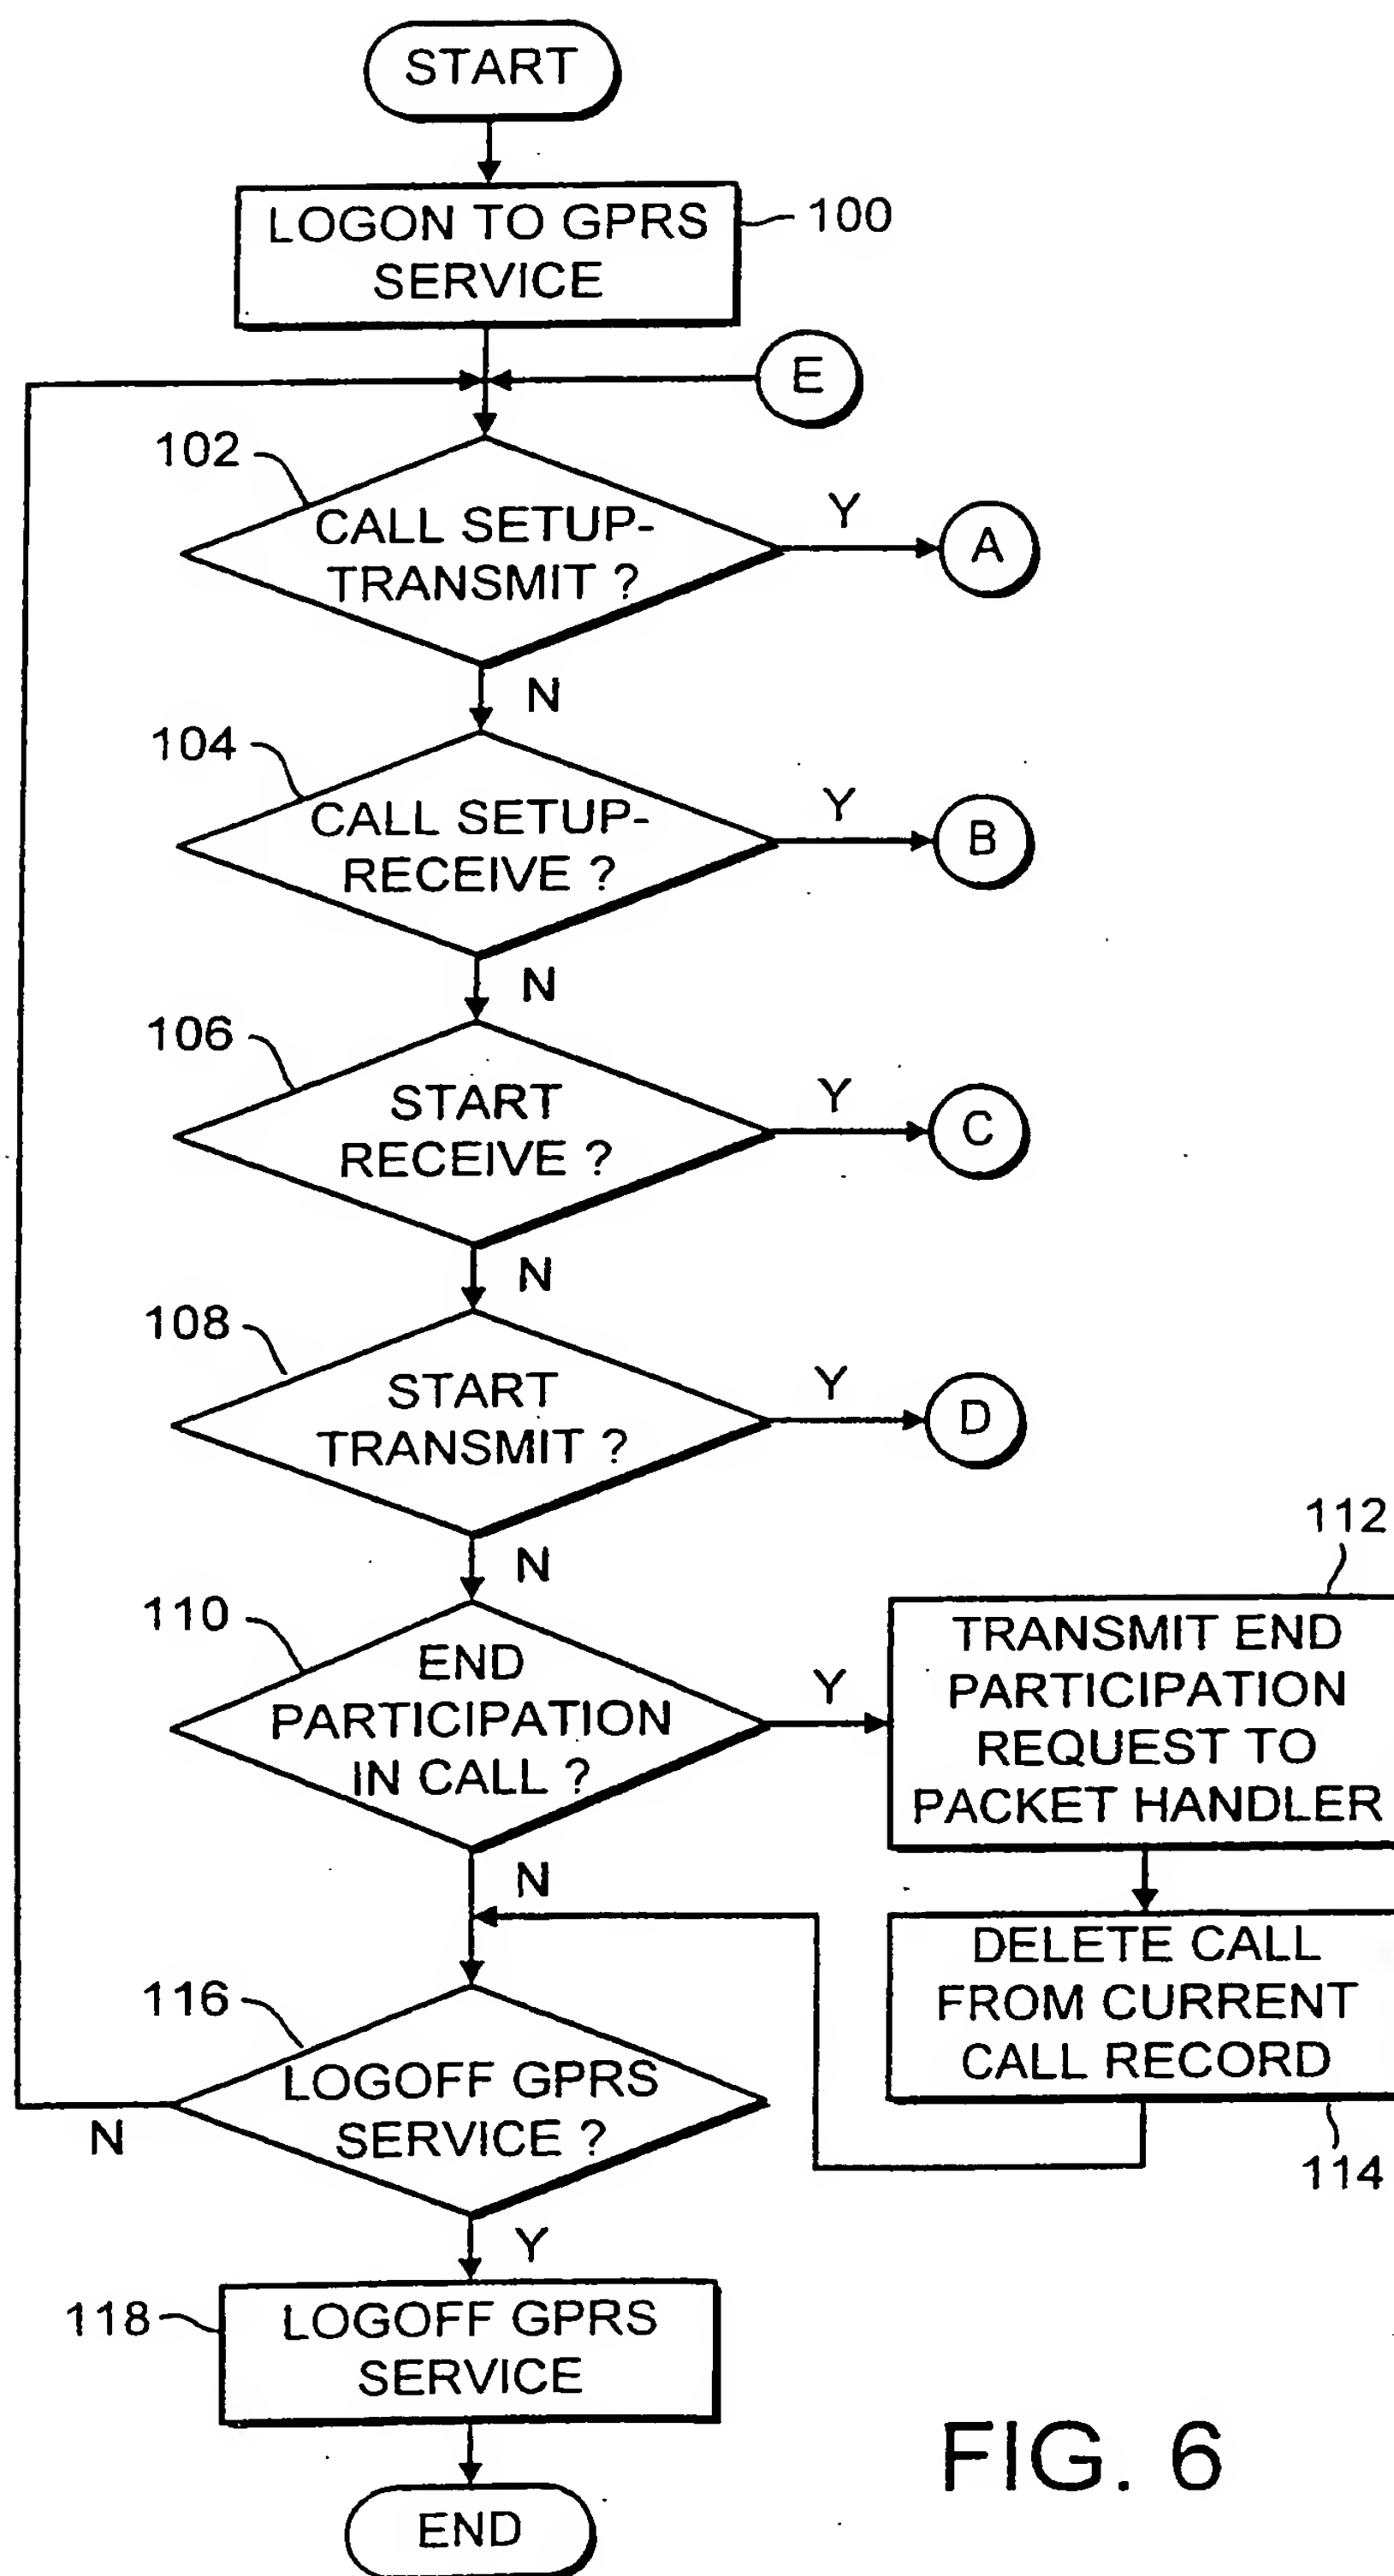 START
LOGON TO GPRS
SERVICE
100
E
102
CALL SETUP-
TRANSMIT ?
Y
A
N
104
CALL SETUP-
RECEIVE ?
Y
B
N
106
START
RECEIVE ?
Y
C
N
108
START
TRANSMIT ?
Y
D
N
110
END
PARTICIPATION
IN CALL ?
Y
112
TRANSMIT END
PARTICIPATION
REQUEST TO
PACKET HANDLER
N
DELETE CALL
FROM CURRENT
CALL RECORD
114
116
LOGOFF GPRS
SERVICE ?
N
Y
118
LOGOFF GPRS
SERVICE
END
FIG. 6